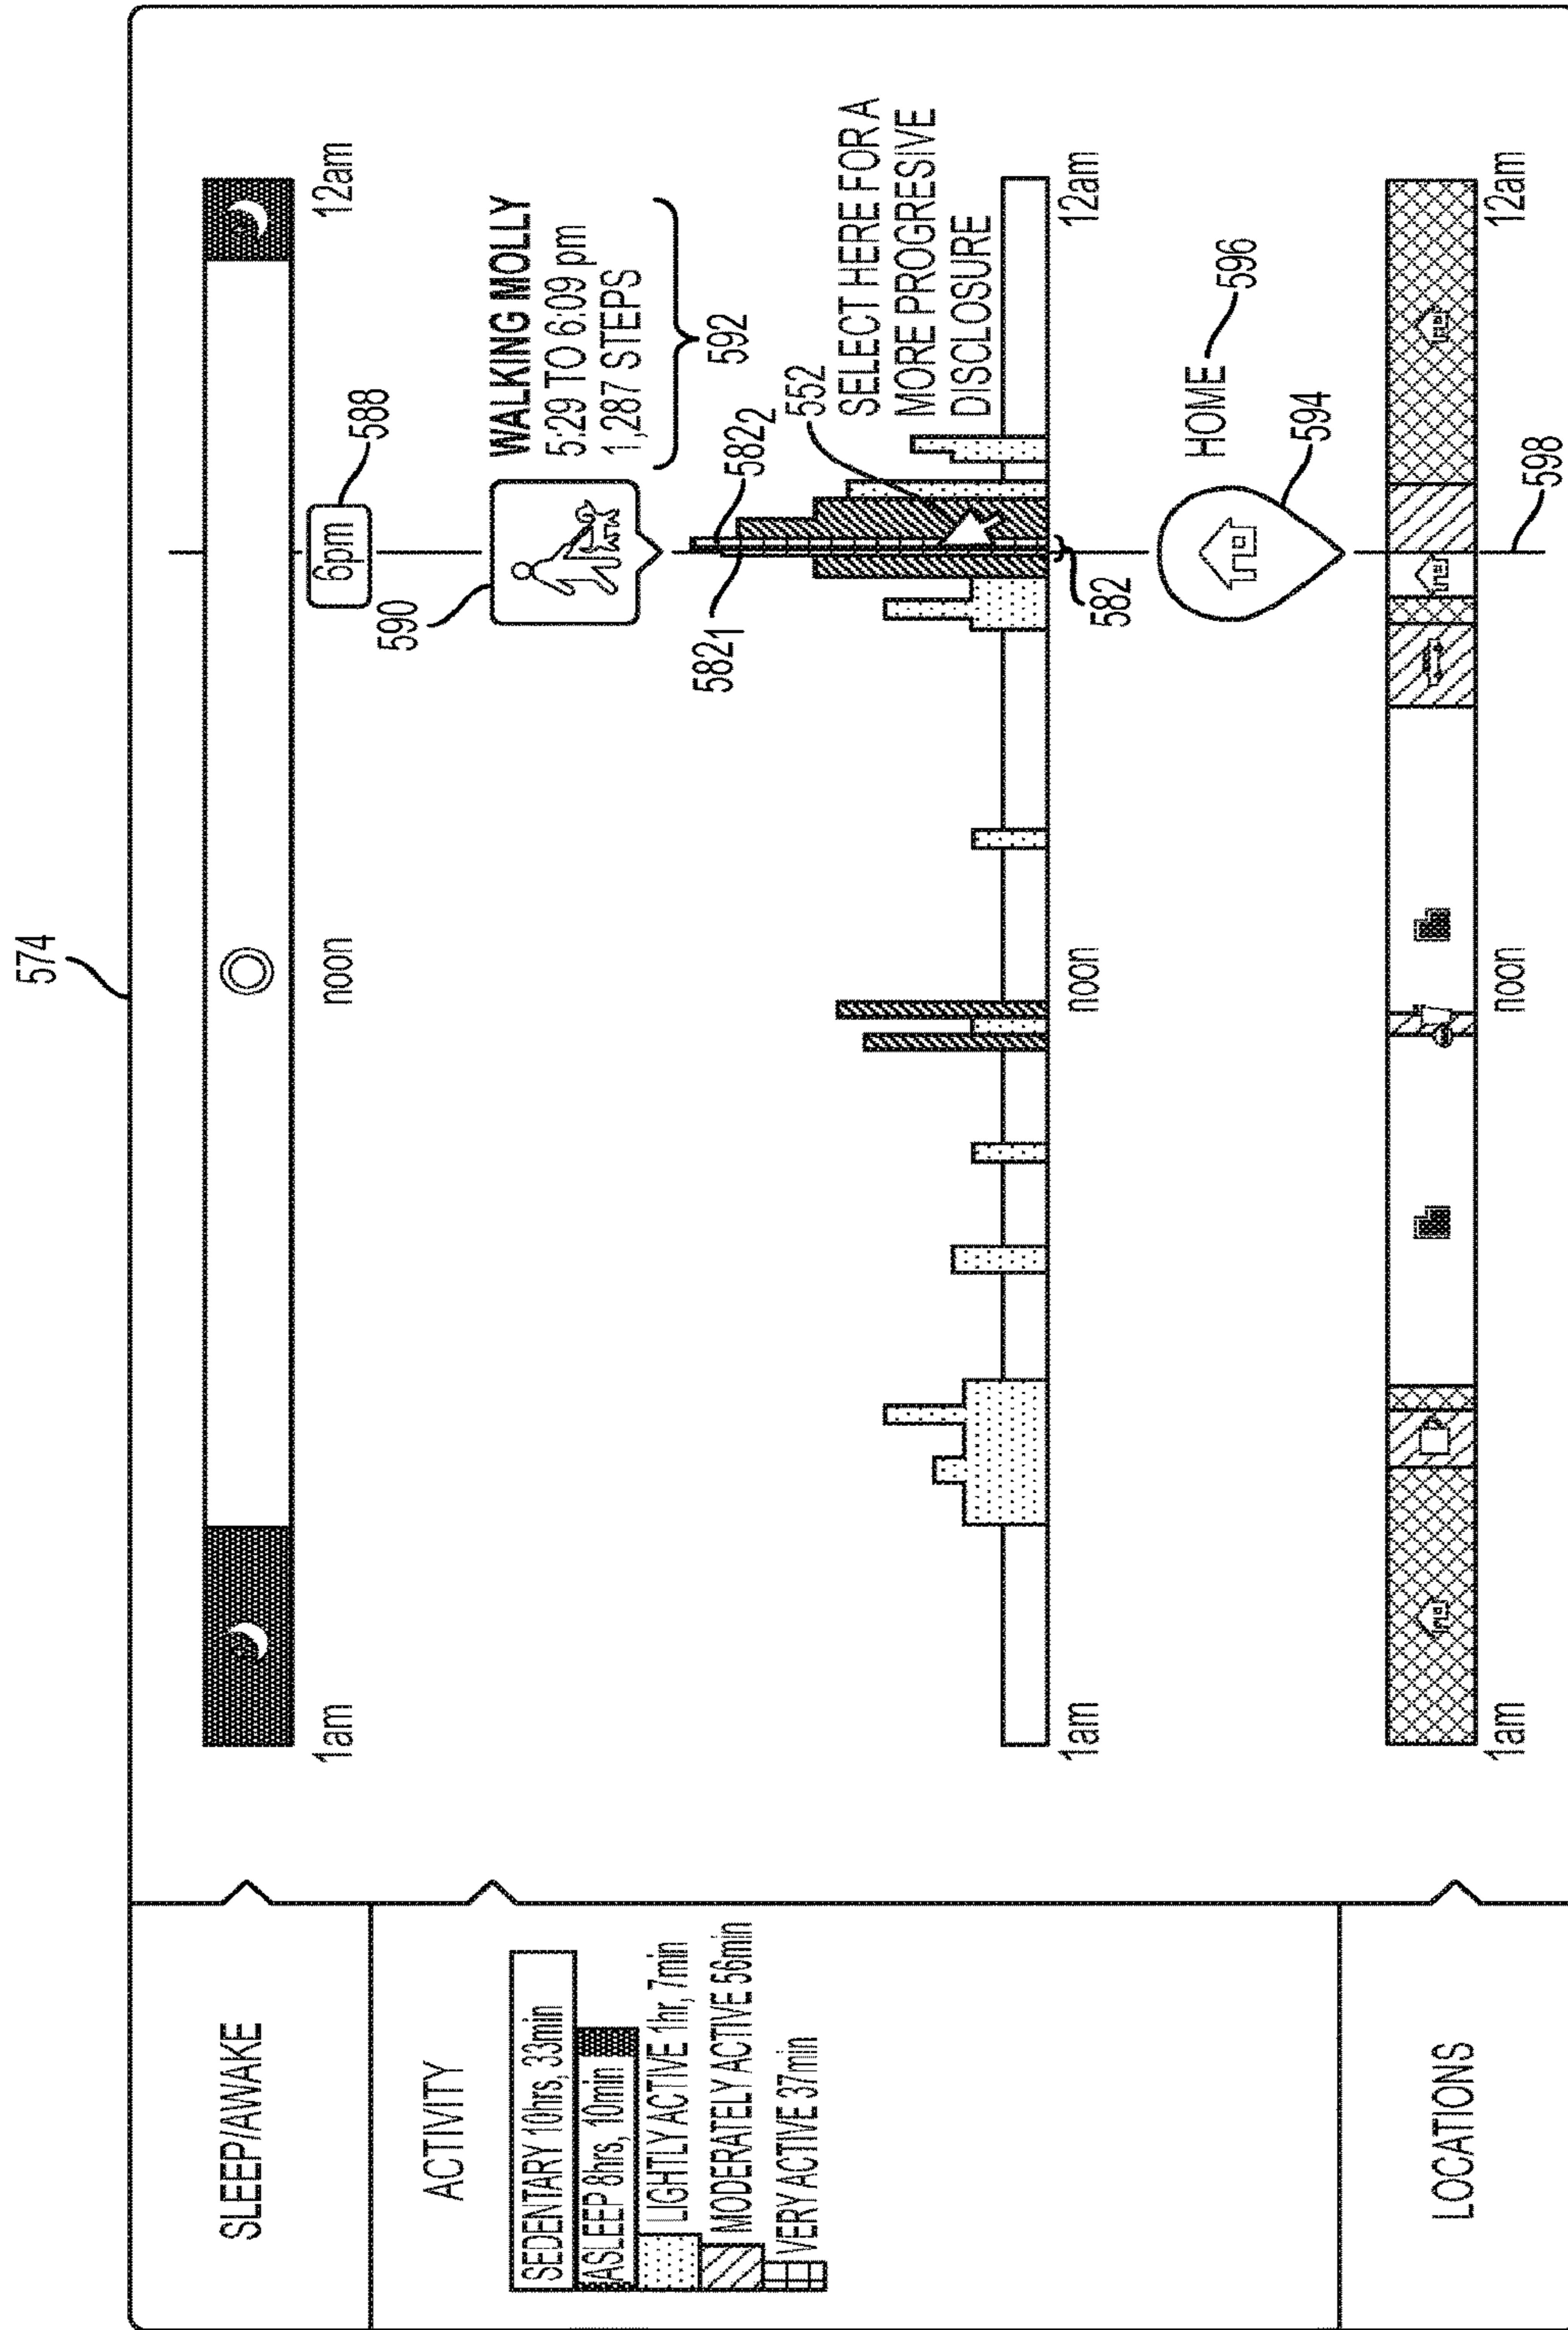 574
SLEEP/AWAKE
1am
noon
12am
6pm
588
590
WALKING MOLLY
5:29 TO 6:09 pm
1,287 STEPS
592
ACTIVITY
SEDENTARY 10hrs, 33min
ASLEEP 8hrs, 10min
LIGHTLY ACTIVE 1hr, 7min
MODERATELY ACTIVE 56min
VERY ACTIVE 37min
582₁
582₂
552
SELECT HERE FOR A
MORE PROGRESIVE
DISCLOSURE
1am
noon
12am
582
HOME
596
594
LOCATIONS
1am
noon
12am
598